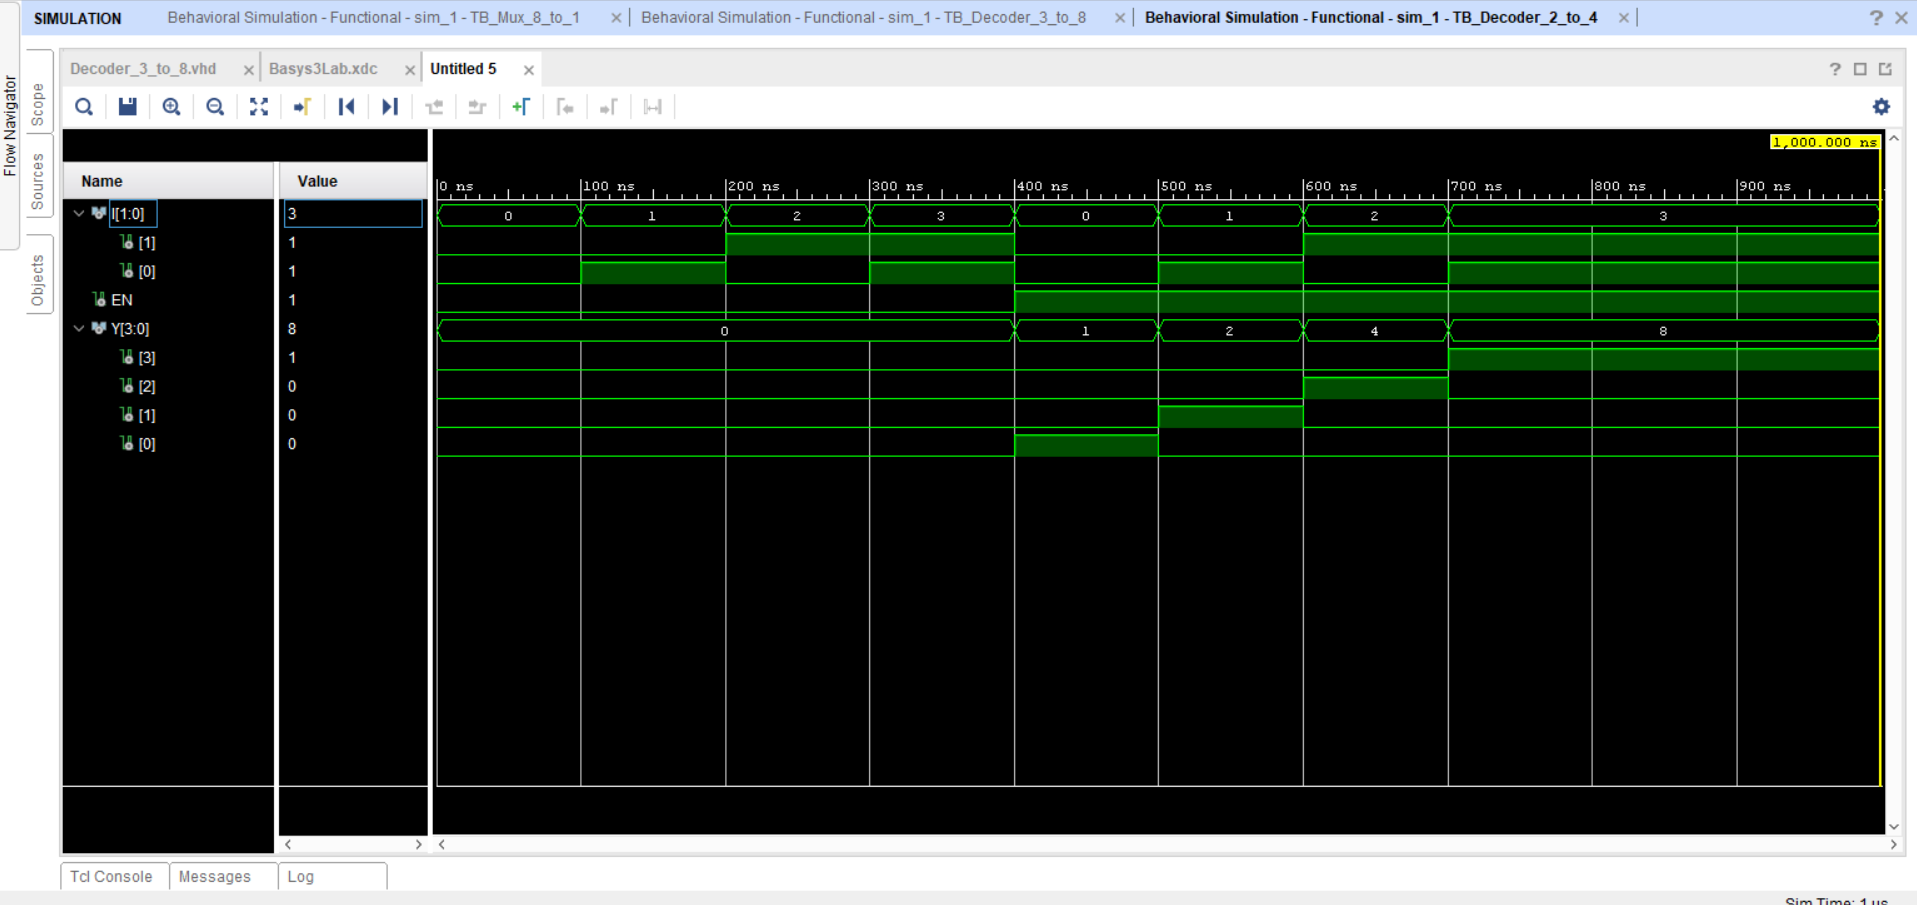 SIMULATION Behavioral Simulation - Functional - sim_1 - TB_Mux_8_to_1 Behavioral Simulation - Functional - sim_1 - TB_Decoder_3_to_8 Behavioral Simulation - Functional - sim_1 - TB_Decoder_2_to_4
Flow Navigator
Scope
Sources
Objects
Decoder_3_to_8.vhd Basys3Lab.xdc Untitled 5
1,000.000 ns
Name Value
0 ns 100 ns 200 ns 300 ns 400 ns 500 ns 600 ns 700 ns 800 ns 900 ns
I[1:0] 3 0 1 2 3 0 1 2 3
[1] 1
[0] 1
EN 1
Y[3:0] 8 0 1 2 4 8
[3] 1
[2] 0
[1] 0
[0] 0
Tcl Console Messages Log
Sim Time: 1 us